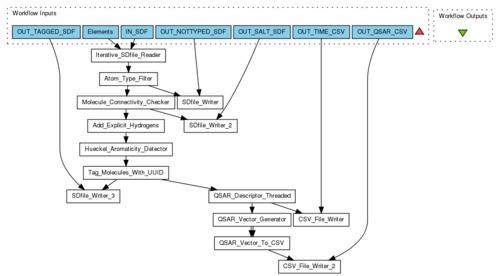 Workflow Inputs
Workflow Outputs
OUT_TAGGED_SDF
Elements
IN_SDF
OUT_NOTTYPED_SDF
OUT_SALT_SDF
OUT_TIME_CSV
OUT_QSAR_CSV
Iterative_SDfile_Reader
Atom_Type_Filter
Molecule_Connectivity_Checker
SDfile_Writer
Add_Explicit_Hydrogens
SDfile_Writer_2
Hueckel_Aromaticity_Detector
Tag_Molecules_With_UUID
SDfile_Writer_3
QSAR_Descriptor_Threaded
QSAR_Vector_Generator
CSV_File_Writer
QSAR_Vector_To_CSV
CSV_File_Writer_2